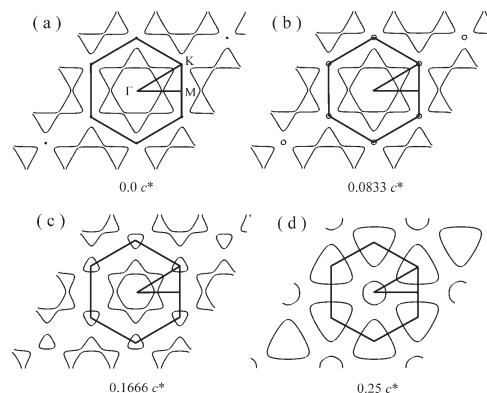 (a)
(b)
K
Γ
M
0.0 c*
0.0833 c*
(c)
(d)
0.1666 c*
0.25 c*